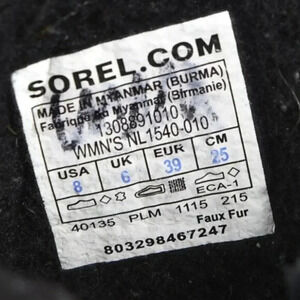 SOREL.COM
MADE IN MYANMAR (BURMA)
Fabriqué au Myanmar (Birmanie)
1308891010
WMN'S NL1540-010
USA UK EUR CM
8 6 39 25
ECA-1
40135 PLM 1115 215
Faux Fur
803298467247